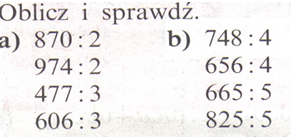 Oblicz i sprawdź.
a) 870 : 2 b) 748 : 4
974 : 2 656 : 4
477 : 3 665 : 5
606 : 3 825 : 5